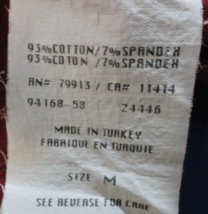 93%COTTON/7%SPANDEX
93%COTON /7%SPANDEX
RN# 79913 / CA# 11414
94168-58 24446
MADE IN TURKEY
FABRIQUE EN TURQUIE
SIZE M
SEE REVERSE FOR CARE